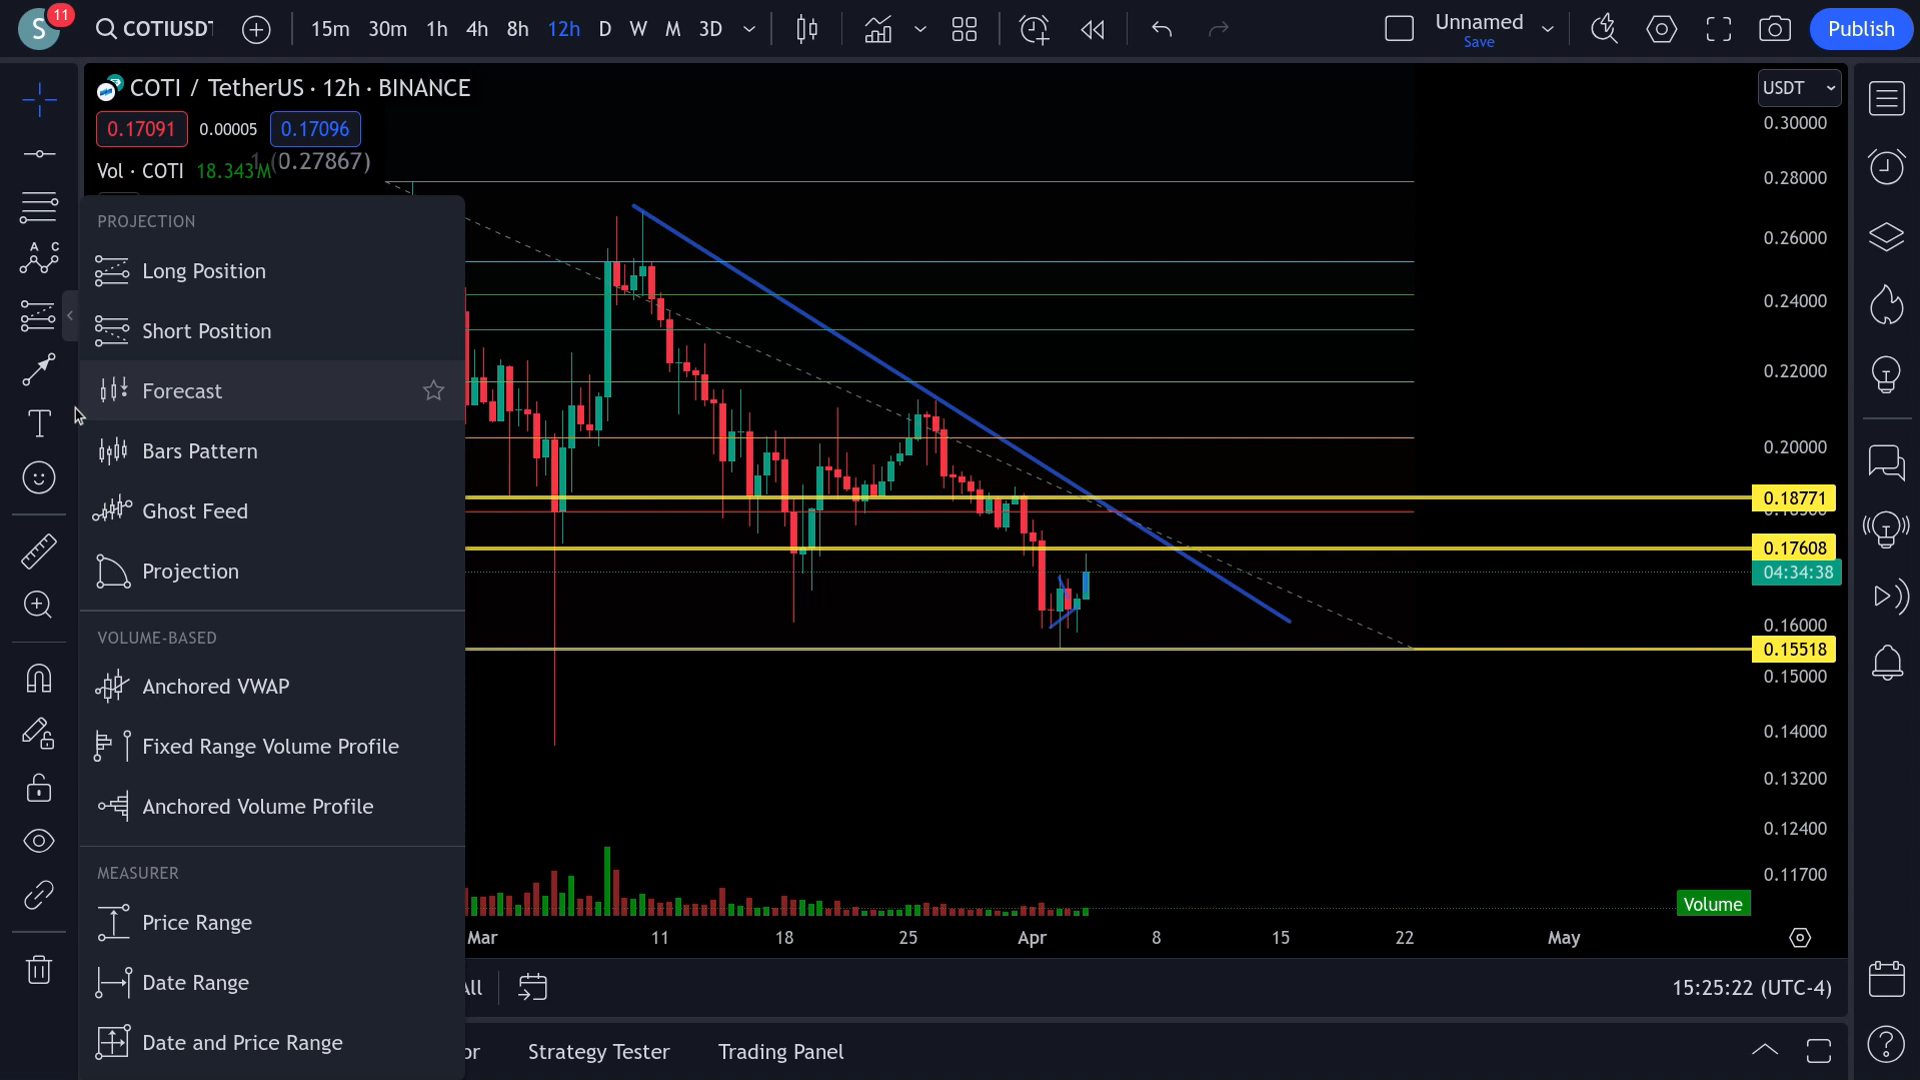 S
11
COTIUSDT
15m 30m 1h 4h 8h 12h D W M 3D
Unnamed
Save
Publish
COTI / TetherUS · 12h · BINANCE
USDT
0.17091 0.00005 0.17096
1 (0.27867)
Vol · COTI 18.343M
PROJECTION
Long Position
Short Position
Forecast
Bars Pattern
Ghost Feed
Projection
VOLUME-BASED
Anchored VWAP
Fixed Range Volume Profile
Anchored Volume Profile
MEASURER
Price Range
Date Range
Date and Price Range
A C
T
0.30000
0.28000
0.26000
0.24000
0.22000
0.20000
0.18771
0.17608
04:34:38
0.16000
0.15518
0.15000
0.14000
0.13200
0.12400
0.11700
Volume
Mar 11 18 25 Apr 8 15 22 May
All
15:25:22 (UTC-4)
or Strategy Tester Trading Panel